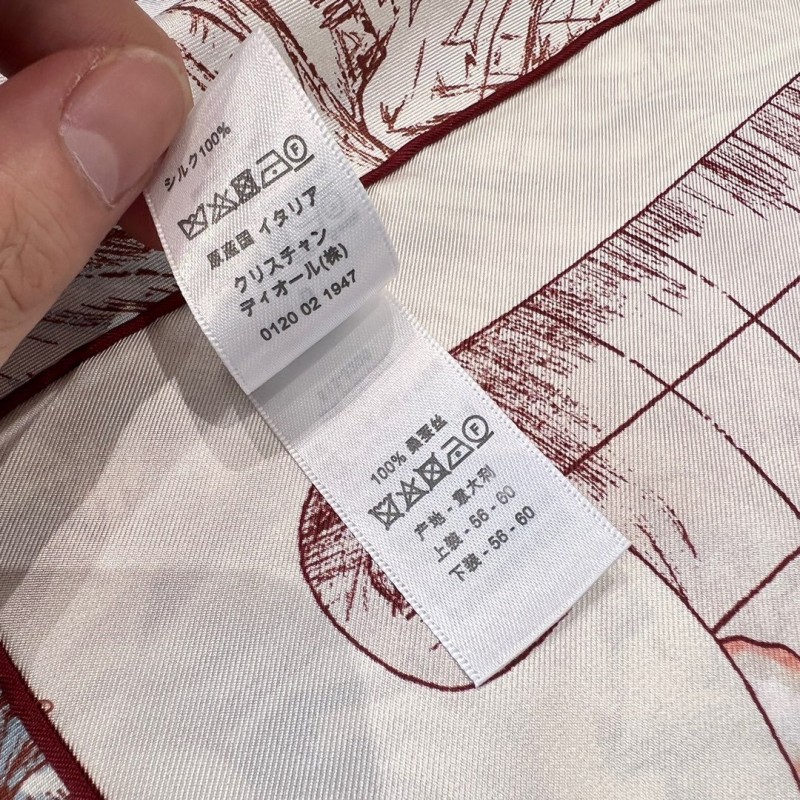 シルク100%
F
原産国 イタリア
クリスチャン
ディオール(株)
0120 02 1947
100% 桑蚕丝
F
产地 - 意大利
上装 - 56 - 60
下装 - 56 - 60